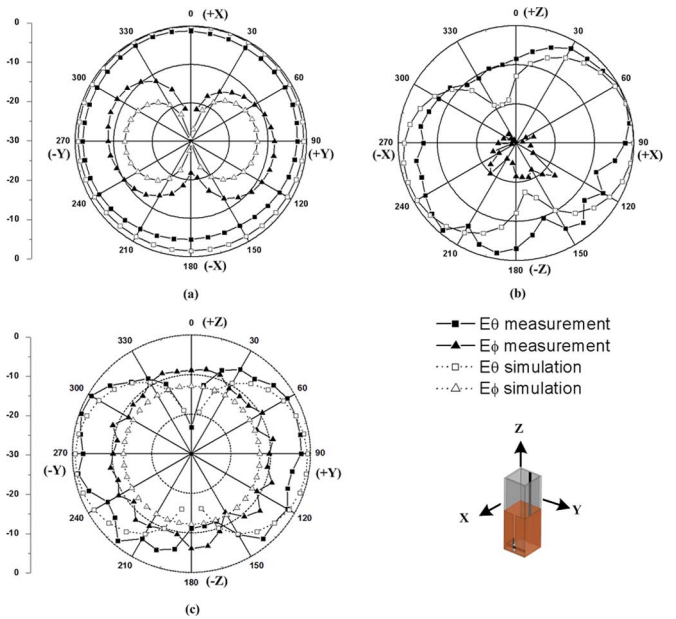 0 (+X)
0
-10
-20
-30
-20
-10
0
330
30
300
60
270
(-Y)
90
(+Y)
240
120
210
150
180
(-X)
(a)
0 (+Z)
330
30
300
60
270
(-X)
90
(+X)
240
120
210
150
180
(-Z)
(b)
0 (+Z)
0
-10
-20
-30
-20
-10
0
330
30
300
60
270
(-Y)
90
(+Y)
240
120
210
150
180
(-Z)
(c)
Eθ measurement
Eϕ measurement
Eθ simulation
Eϕ simulation
Z
X
Y